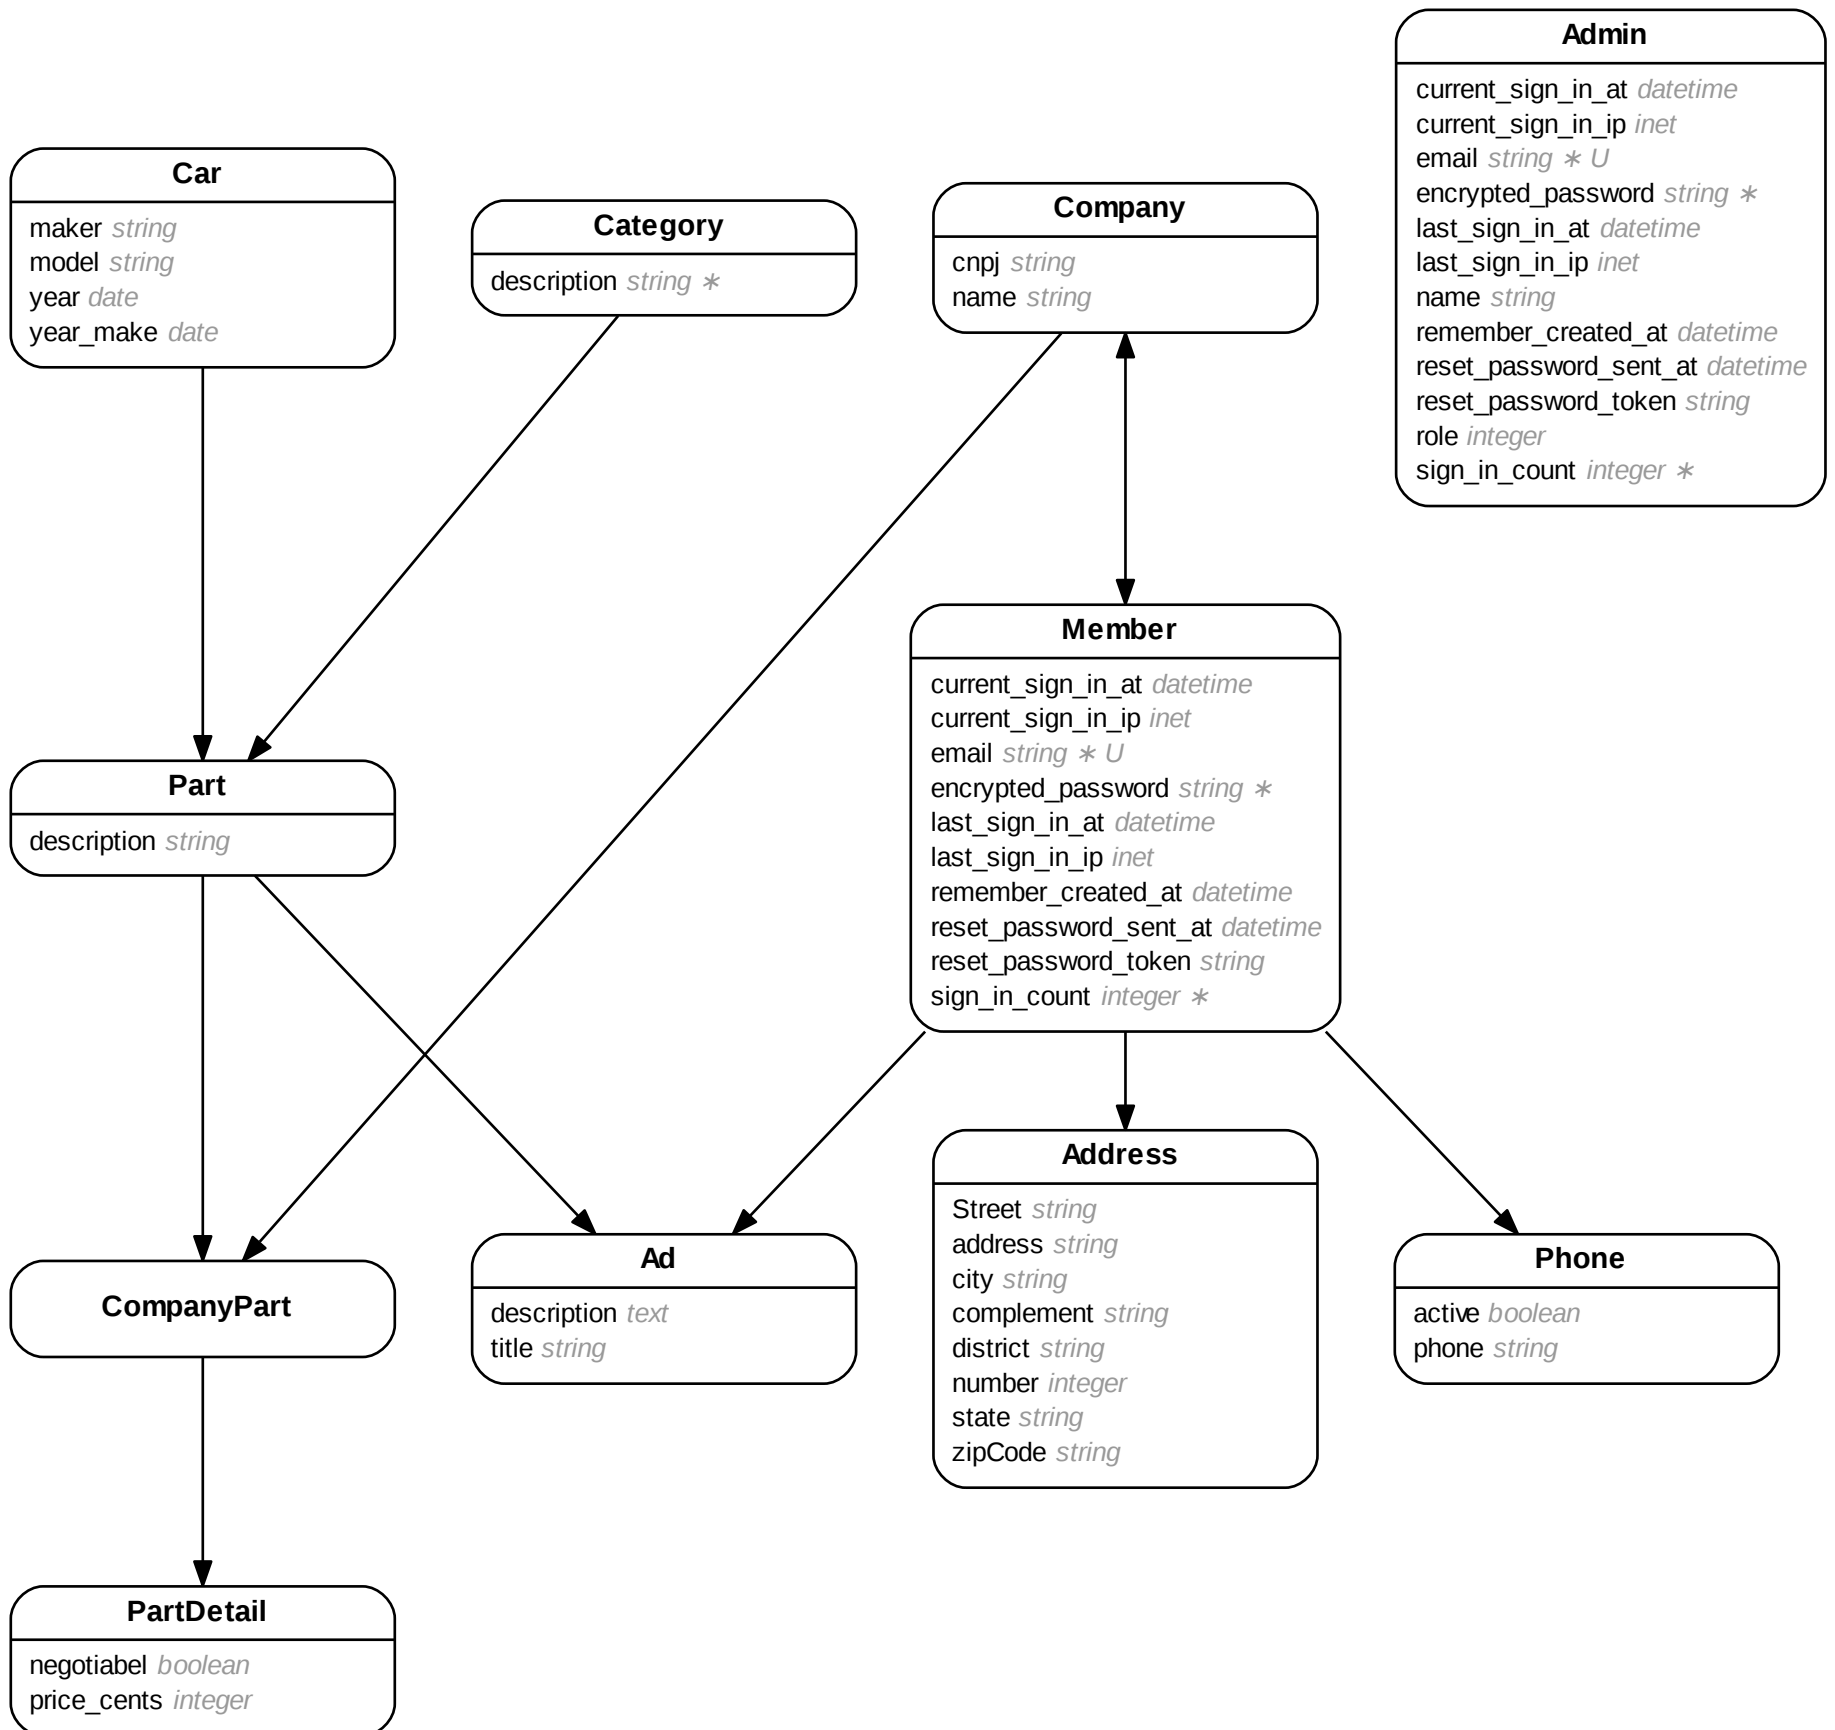 Admin
current_sign_in_at datetime
current_sign_in_ip inet
email string ∗ U
encrypted_password string ∗
last_sign_in_at datetime
last_sign_in_ip inet
name string
remember_created_at datetime
reset_password_sent_at datetime
reset_password_token string
role integer
sign_in_count integer ∗
Car
maker string
model string
year date
year_make date
Category
description string ∗
Company
cnpj string
name string
Member
current_sign_in_at datetime
current_sign_in_ip inet
email string ∗ U
encrypted_password string ∗
last_sign_in_at datetime
last_sign_in_ip inet
remember_created_at datetime
reset_password_sent_at datetime
reset_password_token string
sign_in_count integer ∗
Part
description string
CompanyPart
Ad
description text
title string
Address
Street string
address string
city string
complement string
district string
number integer
state string
zipCode string
Phone
active boolean
phone string
PartDetail
negotiabel boolean
price_cents integer